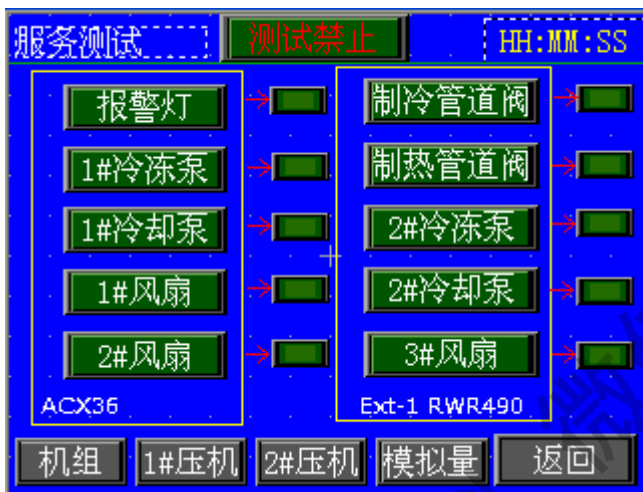 服务测试 测试禁止 HH:MM:SS
报警灯 制冷管道阀
1#冷冻泵 制热管道阀
1#冷却泵 2#冷冻泵
1#风扇 2#冷却泵
2#风扇 3#风扇
ACX36 Ext-1 RWR490
机组 1#压机 2#压机 模拟量 返回